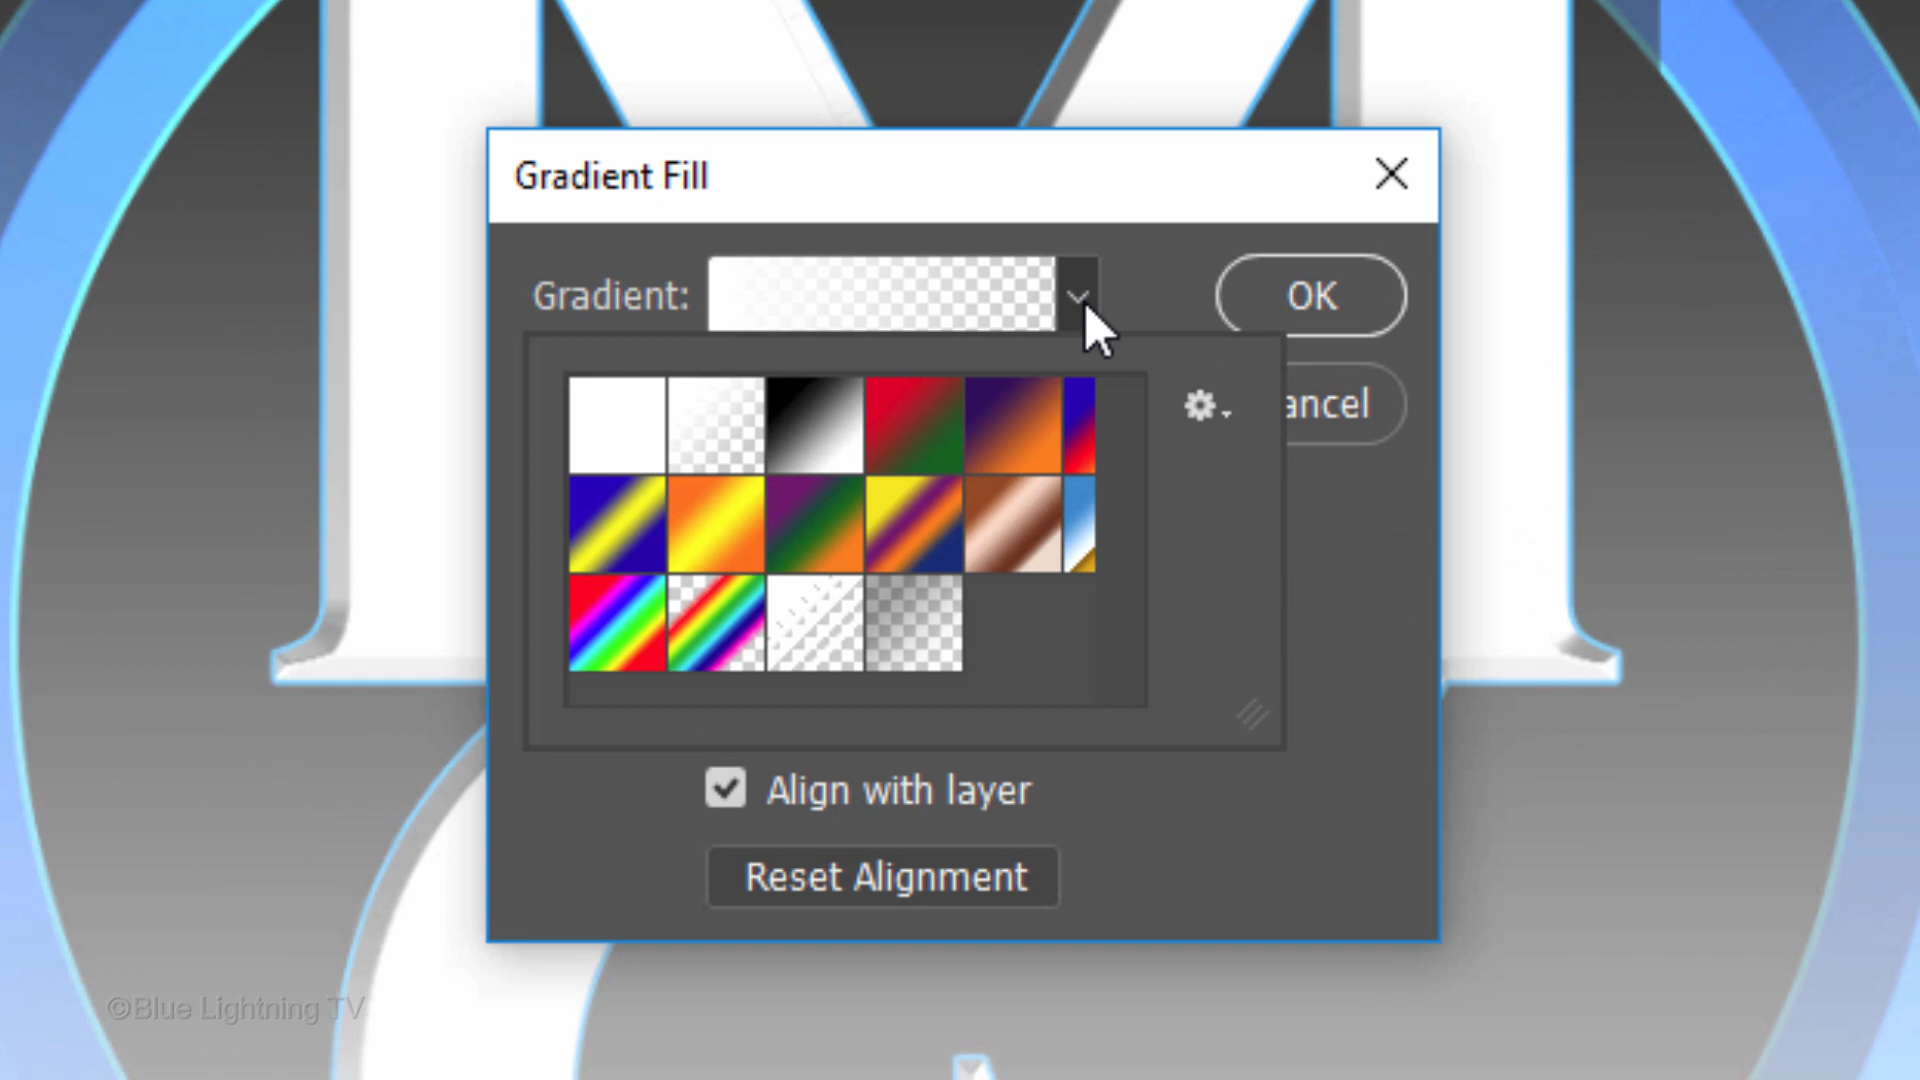 Gradient Fill
Gradient:
OK
ancel
Align with layer
Reset Alignment
©Blue Lightning TV